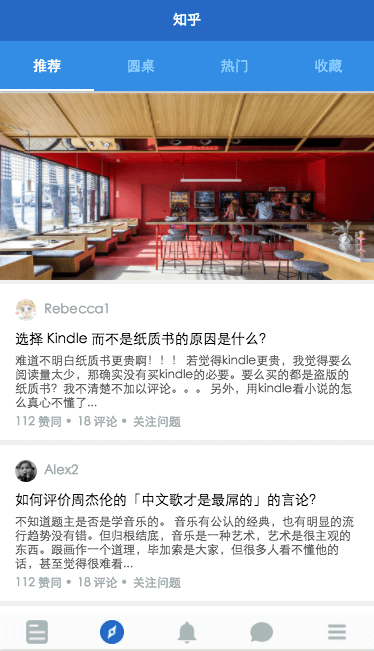 知乎
推荐 圆桌 热门 收藏
Rebecca1
选择 Kindle 而不是纸质书的原因是什么?
难道不明白纸质书更贵啊！！！ 若觉得kindle更贵，我觉得要么
阅读量太少，那确实没有买kindle的必要。要么买的都是盗版的
纸质书？我不清楚不加以评论。。。 另外，用kindle看小说的怎
么真心不懂了...
112 赞同 • 18 评论 • 关注问题
Alex2
如何评价周杰伦的「中文歌才是最屌的」的言论?
不知道题主是否是学音乐的。 音乐有公认的经典，也有明显的流
行趋势没有错。但归根结底，音乐是一种艺术，艺术是很主观的
东西。跟画作一个道理，毕加索是大家，但很多人看不懂他的
话，甚至觉得很难看...
112 赞同 • 18 评论 • 关注问题